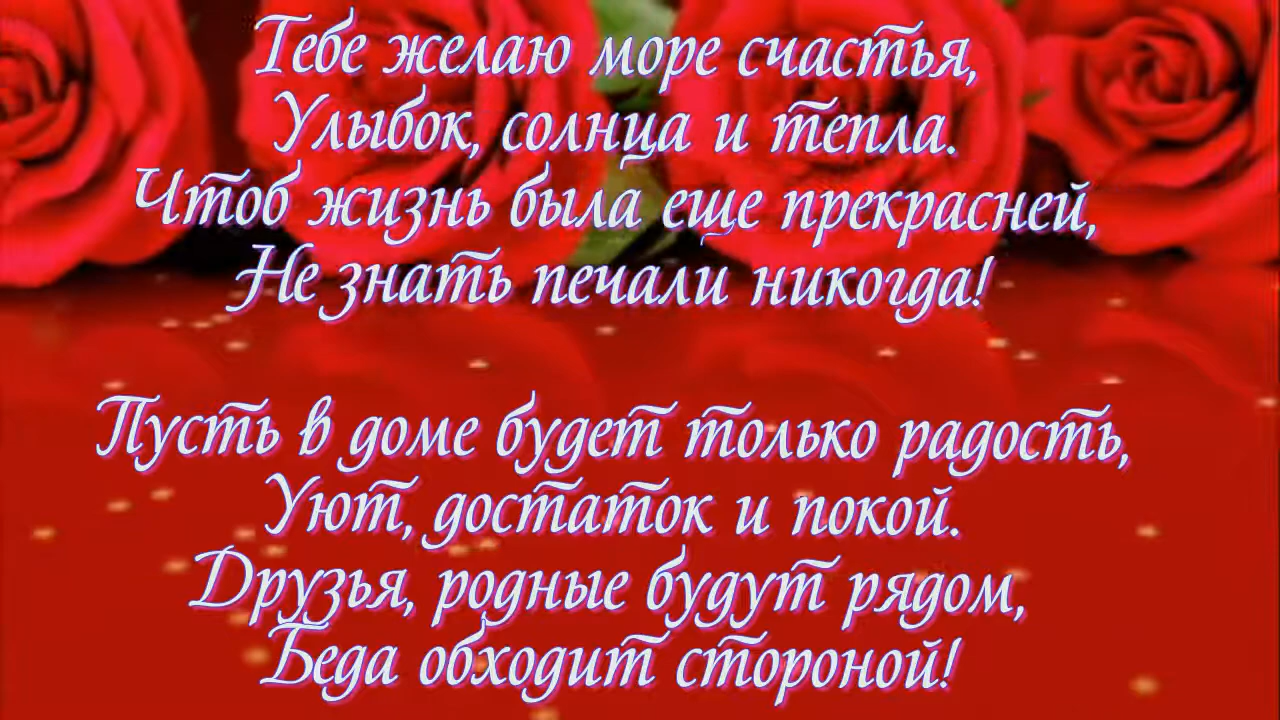 Тебе желаю море счастья,
Улыбок, солнца и тепла.
Чтоб жизнь была еще прекрасней,
Не знать печали никогда!
Пусть в доме будет только радость,
Уют, достаток и покой.
Друзья, родные будут рядом,
Беда обходит стороной!